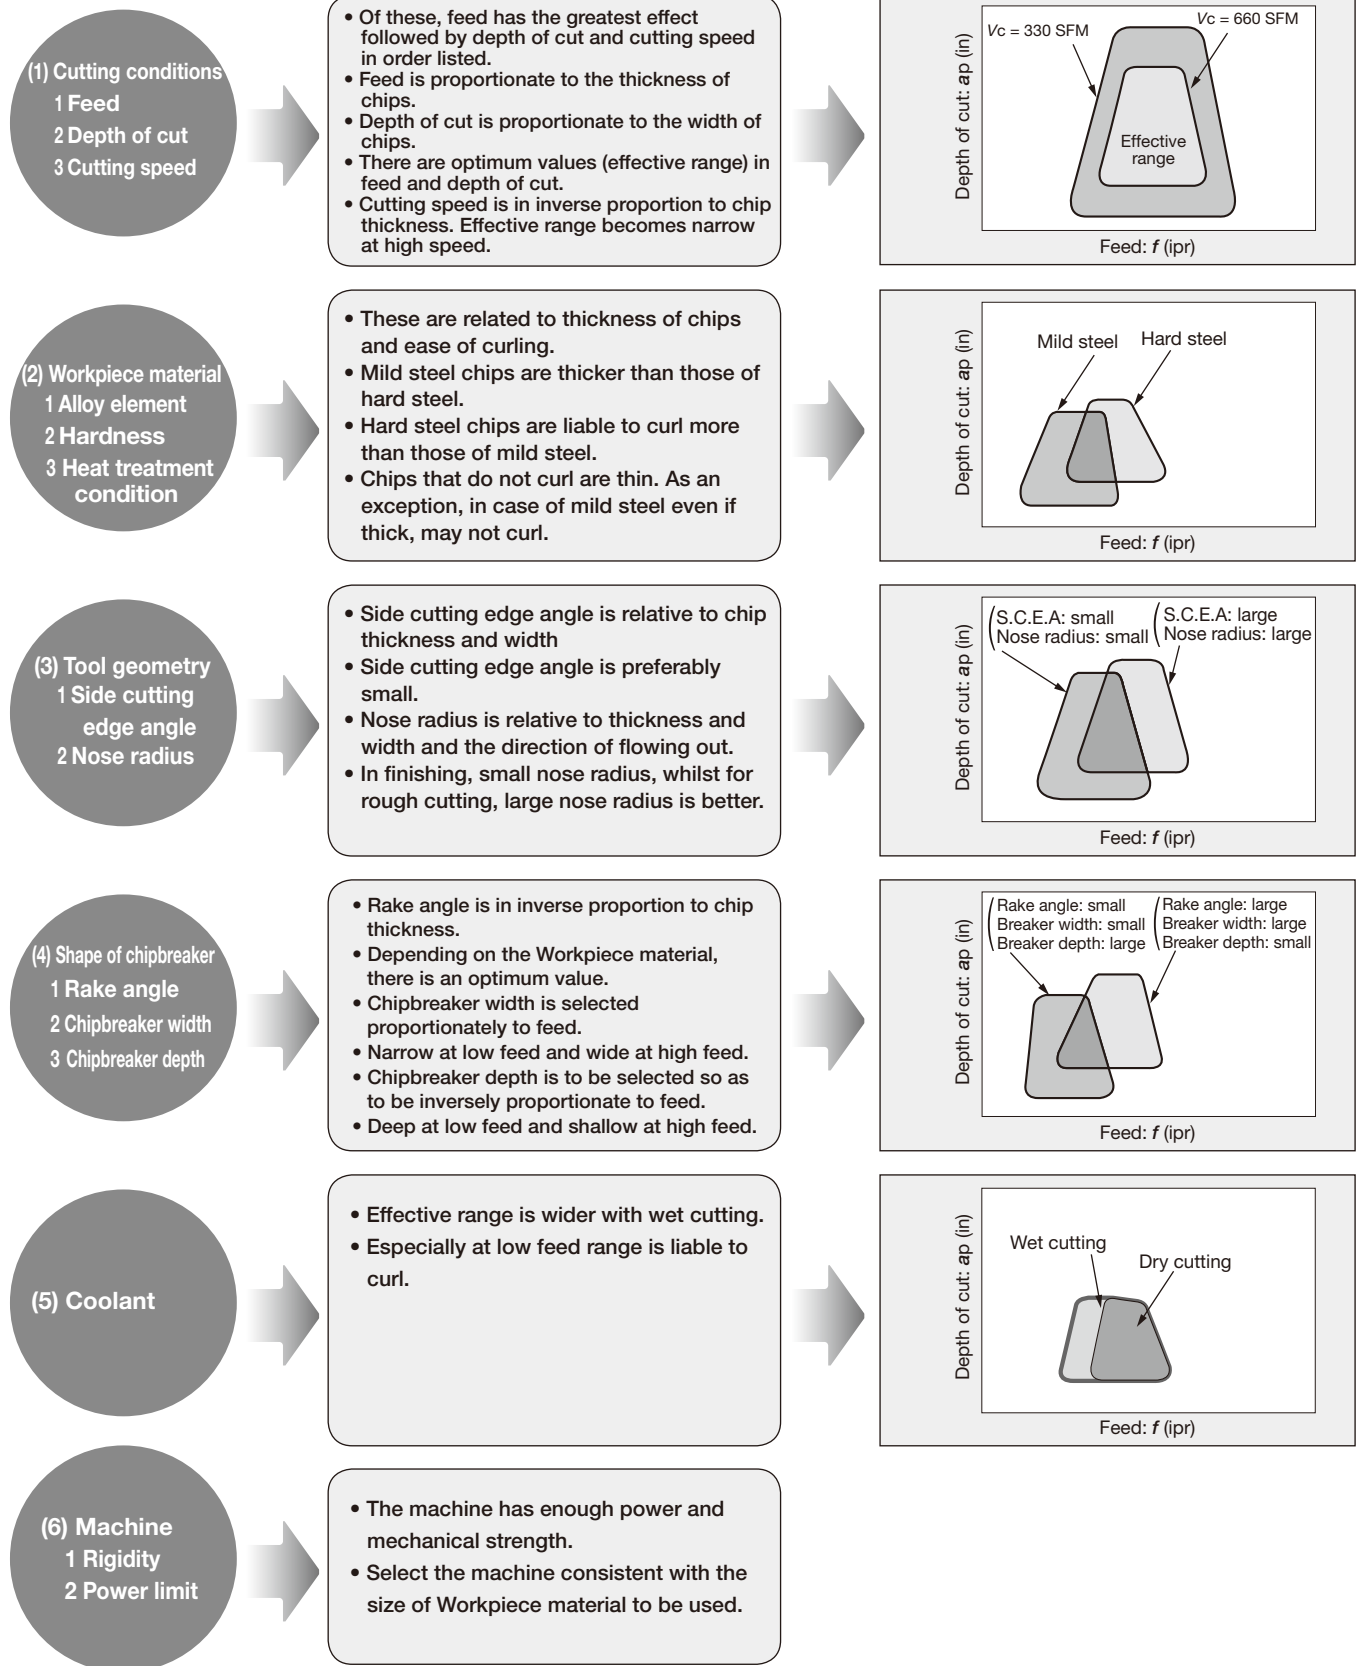 (1) Cutting conditions
1 Feed
2 Depth of cut
3 Cutting speed
• Of these, feed has the greatest effect
followed by depth of cut and cutting speed
in order listed.
• Feed is proportionate to the thickness of
chips.
• Depth of cut is proportionate to the width of
chips.
• There are optimum values (effective range) in
feed and depth of cut.
• Cutting speed is in inverse proportion to chip
thickness. Effective range becomes narrow
at high speed.
Depth of cut: ap (in)
Vc = 330 SFM
Vc = 660 SFM
Effective
range
Feed: f (ipr)
(2) Workpiece material
1 Alloy element
2 Hardness
3 Heat treatment
condition
• These are related to thickness of chips
and ease of curling.
• Mild steel chips are thicker than those of
hard steel.
• Hard steel chips are liable to curl more
than those of mild steel.
• Chips that do not curl are thin. As an
exception, in case of mild steel even if
thick, may not curl.
Depth of cut: ap (in)
Mild steel
Hard steel
Feed: f (ipr)
(3) Tool geometry
1 Side cutting
edge angle
2 Nose radius
• Side cutting edge angle is relative to chip
thickness and width
• Side cutting edge angle is preferably
small.
• Nose radius is relative to thickness and
width and the direction of flowing out.
• In finishing, small nose radius, whilst for
rough cutting, large nose radius is better.
Depth of cut: ap (in)
(S.C.E.A: small
Nose radius: small
(S.C.E.A: large
Nose radius: large
Feed: f (ipr)
(4) Shape of chipbreaker
1 Rake angle
2 Chipbreaker width
3 Chipbreaker depth
• Rake angle is in inverse proportion to chip
thickness.
• Depending on the Workpiece material,
there is an optimum value.
• Chipbreaker width is selected
proportionately to feed.
• Narrow at low feed and wide at high feed.
• Chipbreaker depth is to be selected so as
to be inversely proportionate to feed.
• Deep at low feed and shallow at high feed.
Depth of cut: ap (in)
(Rake angle: small
Breaker width: small
Breaker depth: large
(Rake angle: large
Breaker width: large
Breaker depth: small
Feed: f (ipr)
(5) Coolant
• Effective range is wider with wet cutting.
• Especially at low feed range is liable to
curl.
Depth of cut: ap (in)
Wet cutting
Dry cutting
Feed: f (ipr)
(6) Machine
1 Rigidity
2 Power limit
• The machine has enough power and
mechanical strength.
• Select the machine consistent with the
size of Workpiece material to be used.